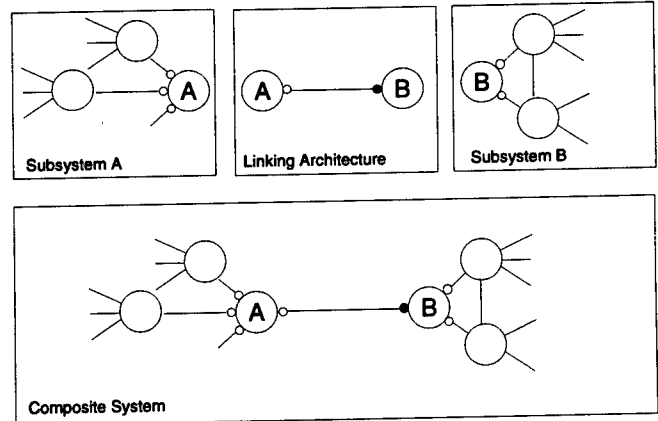 A
Subsystem A
A
B
Linking Architecture
B
Subsystem B
A
B
Composite System